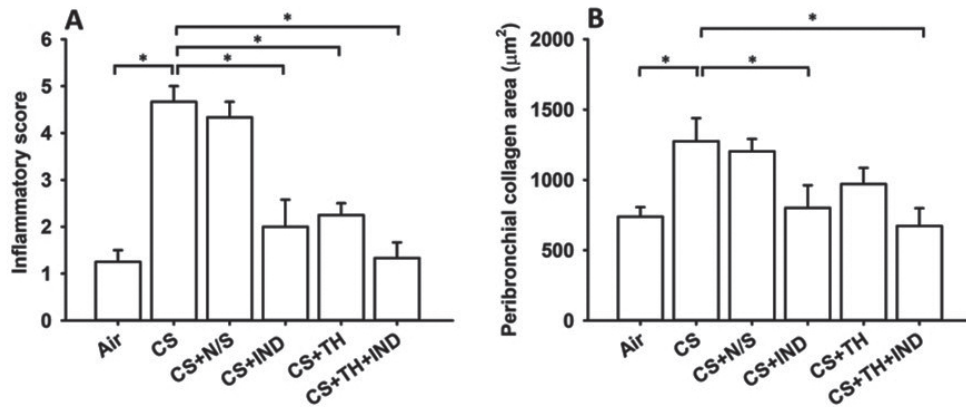 A
Inflammatory score
6
5
4
3
2
1
0
*
*
*
*
Air
CS
CS+N/S
CS+IND
CS+TH
CS+TH+IND
B
Peribronchial collagen area (μm²)
2000
1500
1000
500
0
*
*
*
Air
CS
CS+N/S
CS+IND
CS+TH
CS+TH+IND